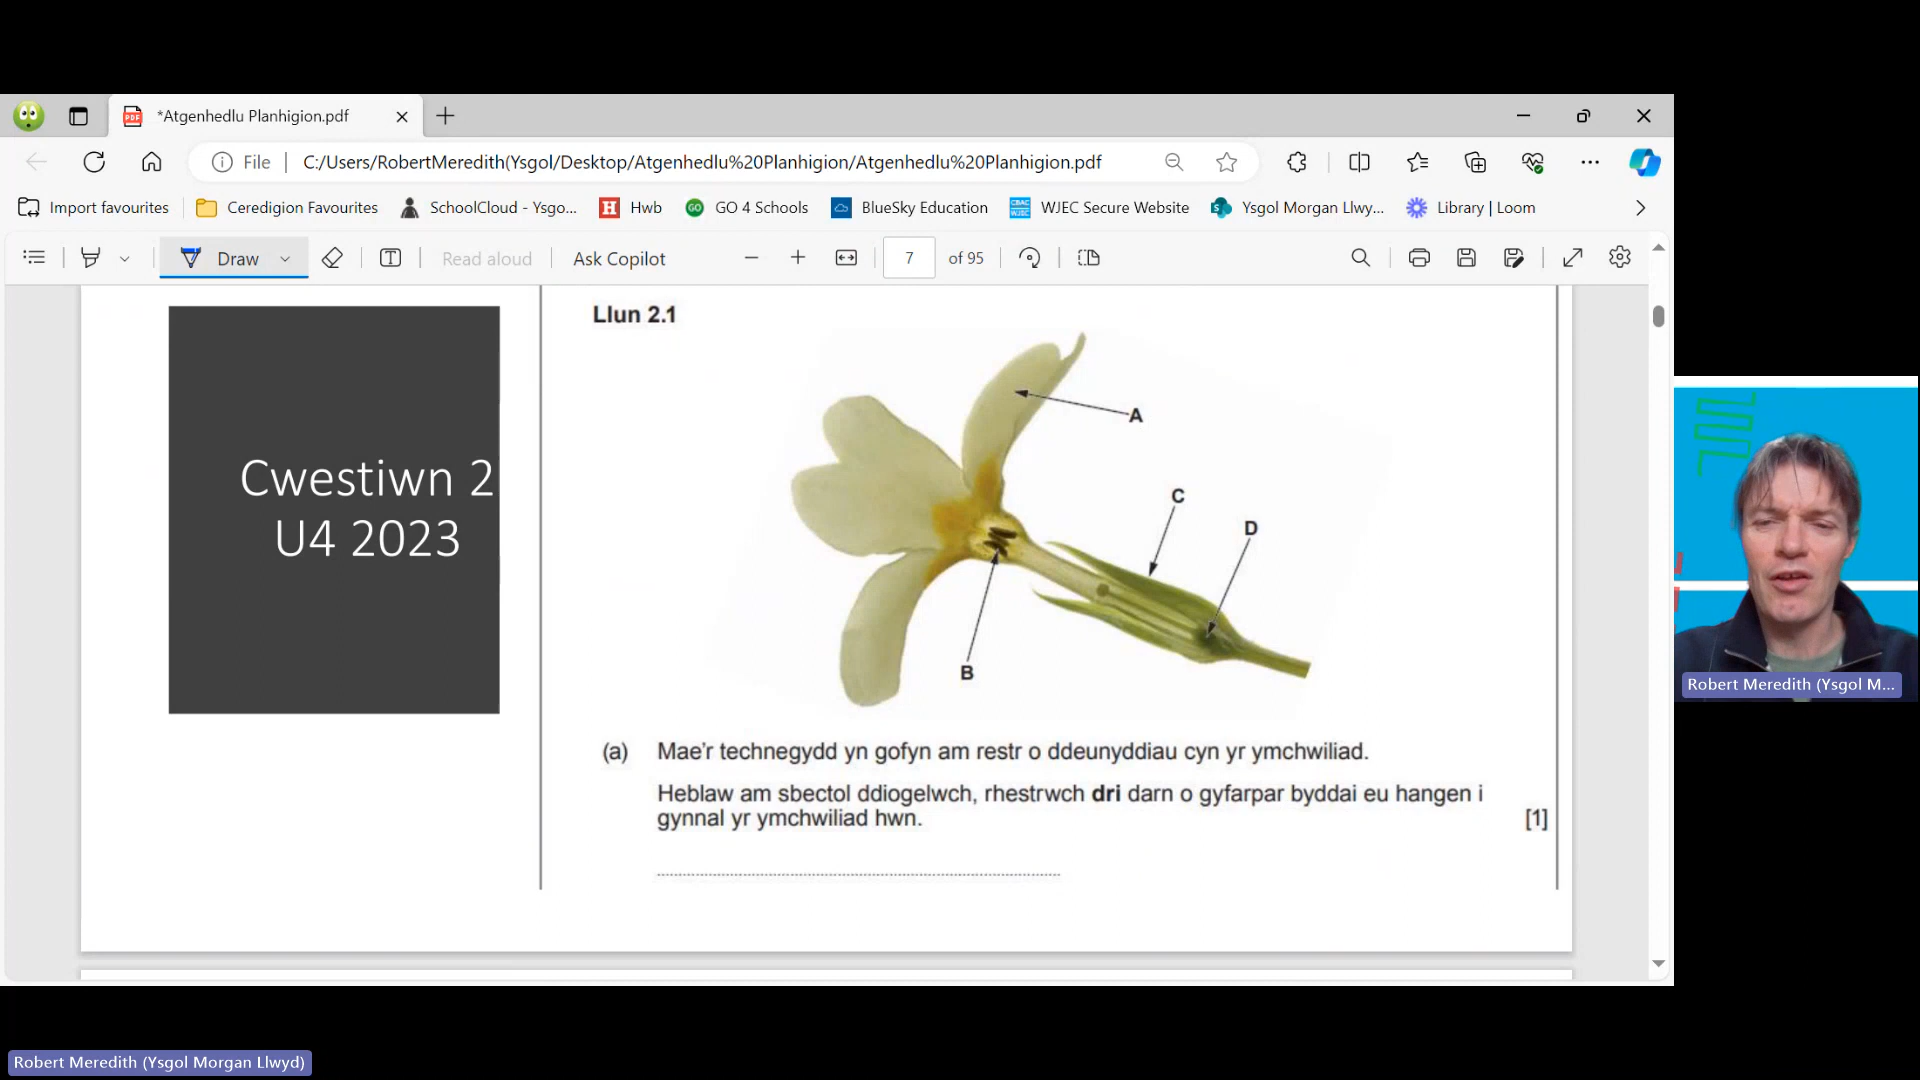 *Atgenhedlu Planhigion.pdf
File
C:/Users/RobertMeredith(Ysgol/Desktop/Atgenhedlu%20Planhigion/Atgenhedlu%20Planhigion.pdf
Import favourites
Ceredigion Favourites
SchoolCloud - Ysgo...
Hwb
GO 4 Schools
BlueSky Education
WJEC Secure Website
Ysgol Morgan Llwy...
Library | Loom
Draw
Read aloud
Ask Copilot
7 of 95
Cwestiwn 2
U4 2023
Llun 2.1
A
C
D
B
(a) Mae'r technegydd yn gofyn am restr o ddeunyddiau cyn yr ymchwiliad.
Heblaw am sbectol ddiogelwch, rhestrwch dri darn o gyfarpar byddai eu hangen i
gynnal yr ymchwiliad hwn. [1]
Robert Meredith (Ysgol M...
Robert Meredith (Ysgol Morgan Llwyd)